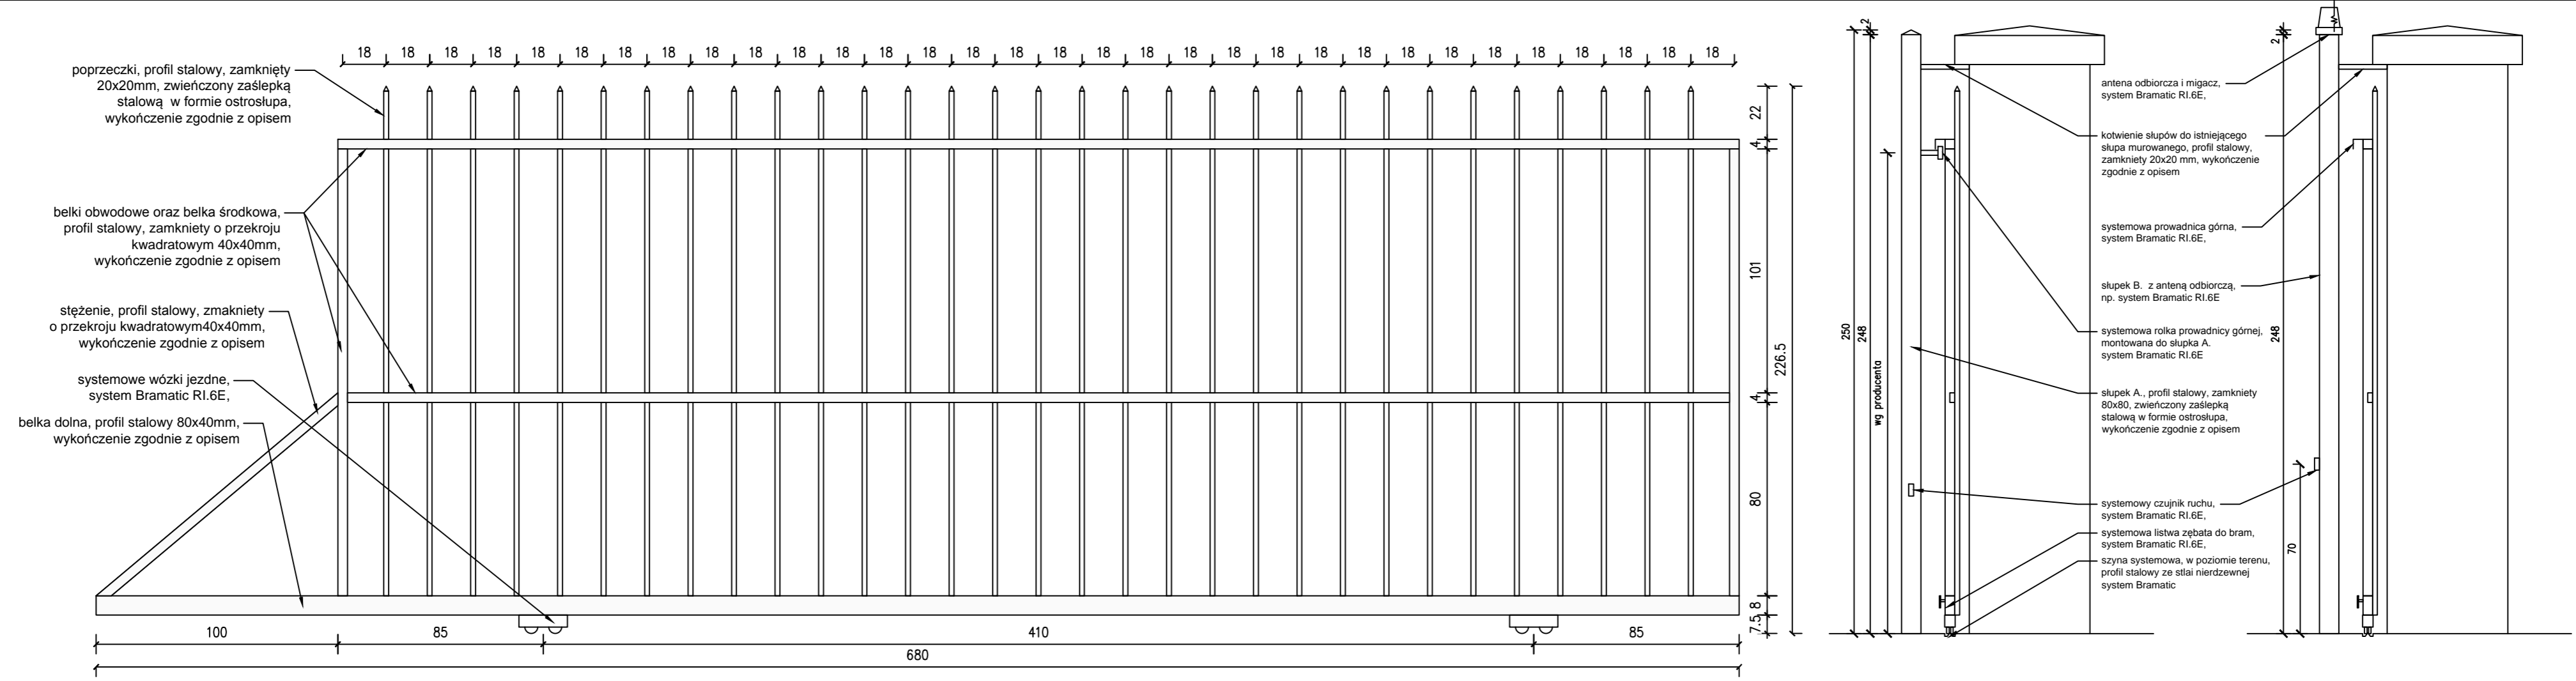 18 18 18 18 18 18 18 18 18 18 18 18 18 18 18 18 18 18 18 18 18 18 18 18 18 18 18 18 18 18 18 18
poprzeczki, profil stalowy, zamknięty
20x20mm, zwieńczony zaślepką
stalową w formie ostrosłupa,
wykończenie zgodnie z opisem
belki obwodowe oraz belka środkowa,
profil stalowy, zamkniety o przekroju
kwadratowym 40x40mm,
wykończenie zgodnie z opisem
stężenie, profil stalowy, zmakniety
o przekroju kwadratowym40x40mm,
wykończenie zgodnie z opisem
systemowe wózki jezdne,
system Bramatic RI.6E,
belka dolna, profil stalowy 80x40mm,
wykończenie zgodnie z opisem
22
4
101
4
80
8
7.5
226.5
100
85
410
85
680
2
250
248
wg producenta
2
248
70
antena odbiorcza i migacz,
system Bramatic RI.6E,
kotwienie słupów do istniejącego
słupa murowanego, profil stalowy,
zamknięty 20x20 mm, wykończenie
zgodnie z opisem
systemowa prowadnica górna,
system Bramatic RI.6E,
słupek B. z anteną odbiorczą,
np. system Bramatic RI.6E
systemowa rolka prowadnicy górnej,
montowana do słupka A.
system Bramatic RI.6E
słupek A., profil stalowy, zamkniety
80x80, zwieńczony zaślepką
stalową w formie ostrosłupa,
wykończenie zgodnie z opisem
systemowy czujnik ruchu,
system Bramatic RI.6E,
systemowa listwa zębata do bram,
system Bramatic RI.6E,
szyna systemowa, w poziomie terenu,
profil stalowy ze stlai nierdzewnej
system Bramatic